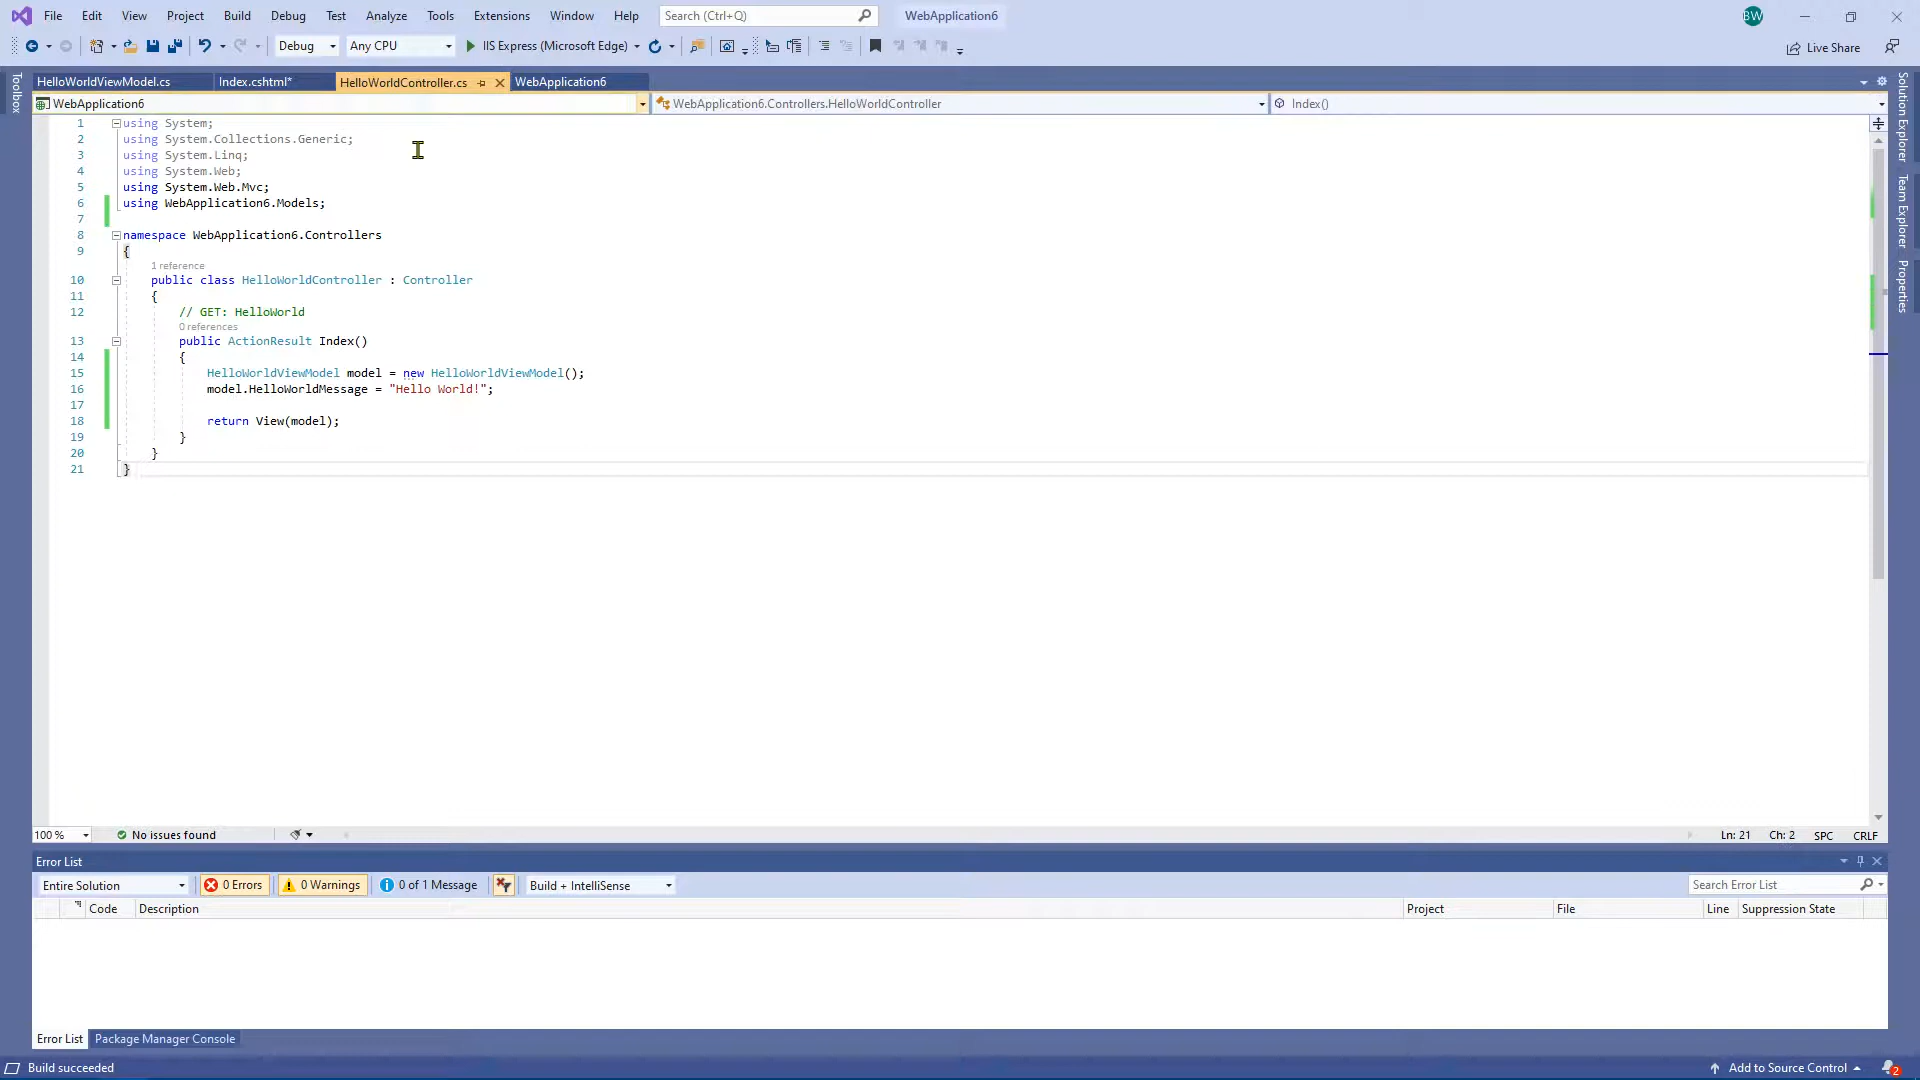 File Edit View Project Build Debug Test Analyze Tools Extensions Window Help Search (Ctrl+Q) WebApplication6 BW
Debug Any CPU IIS Express (Microsoft Edge) Live Share
HelloWorldViewModel.cs Index.cshtml* HelloWorldController.cs WebApplication6
WebApplication6 WebApplication6.Controllers.HelloWorldController Index()
Toolbox
Solution Explorer
Team Explorer
Properties
1 using System;
2 using System.Collections.Generic;
3 using System.Linq;
4 using System.Web;
5 using System.Web.Mvc;
6 using WebApplication6.Models;
7
8 namespace WebApplication6.Controllers
9 {
1 reference
10 public class HelloWorldController : Controller
11 {
12 // GET: HelloWorld
0 references
13 public ActionResult Index()
14 {
15 HelloWorldViewModel model = new HelloWorldViewModel();
16 model.HelloWorldMessage = "Hello World!";
17
18 return View(model);
19 }
20 }
21 }
100 % No issues found Ln: 21 Ch: 2 SPC CRLF
Error List
Entire Solution 0 Errors 0 Warnings 0 of 1 Message Build + IntelliSense Search Error List
Code Description Project File Line Suppression State
Error List Package Manager Console
Build succeeded Add to Source Control 2